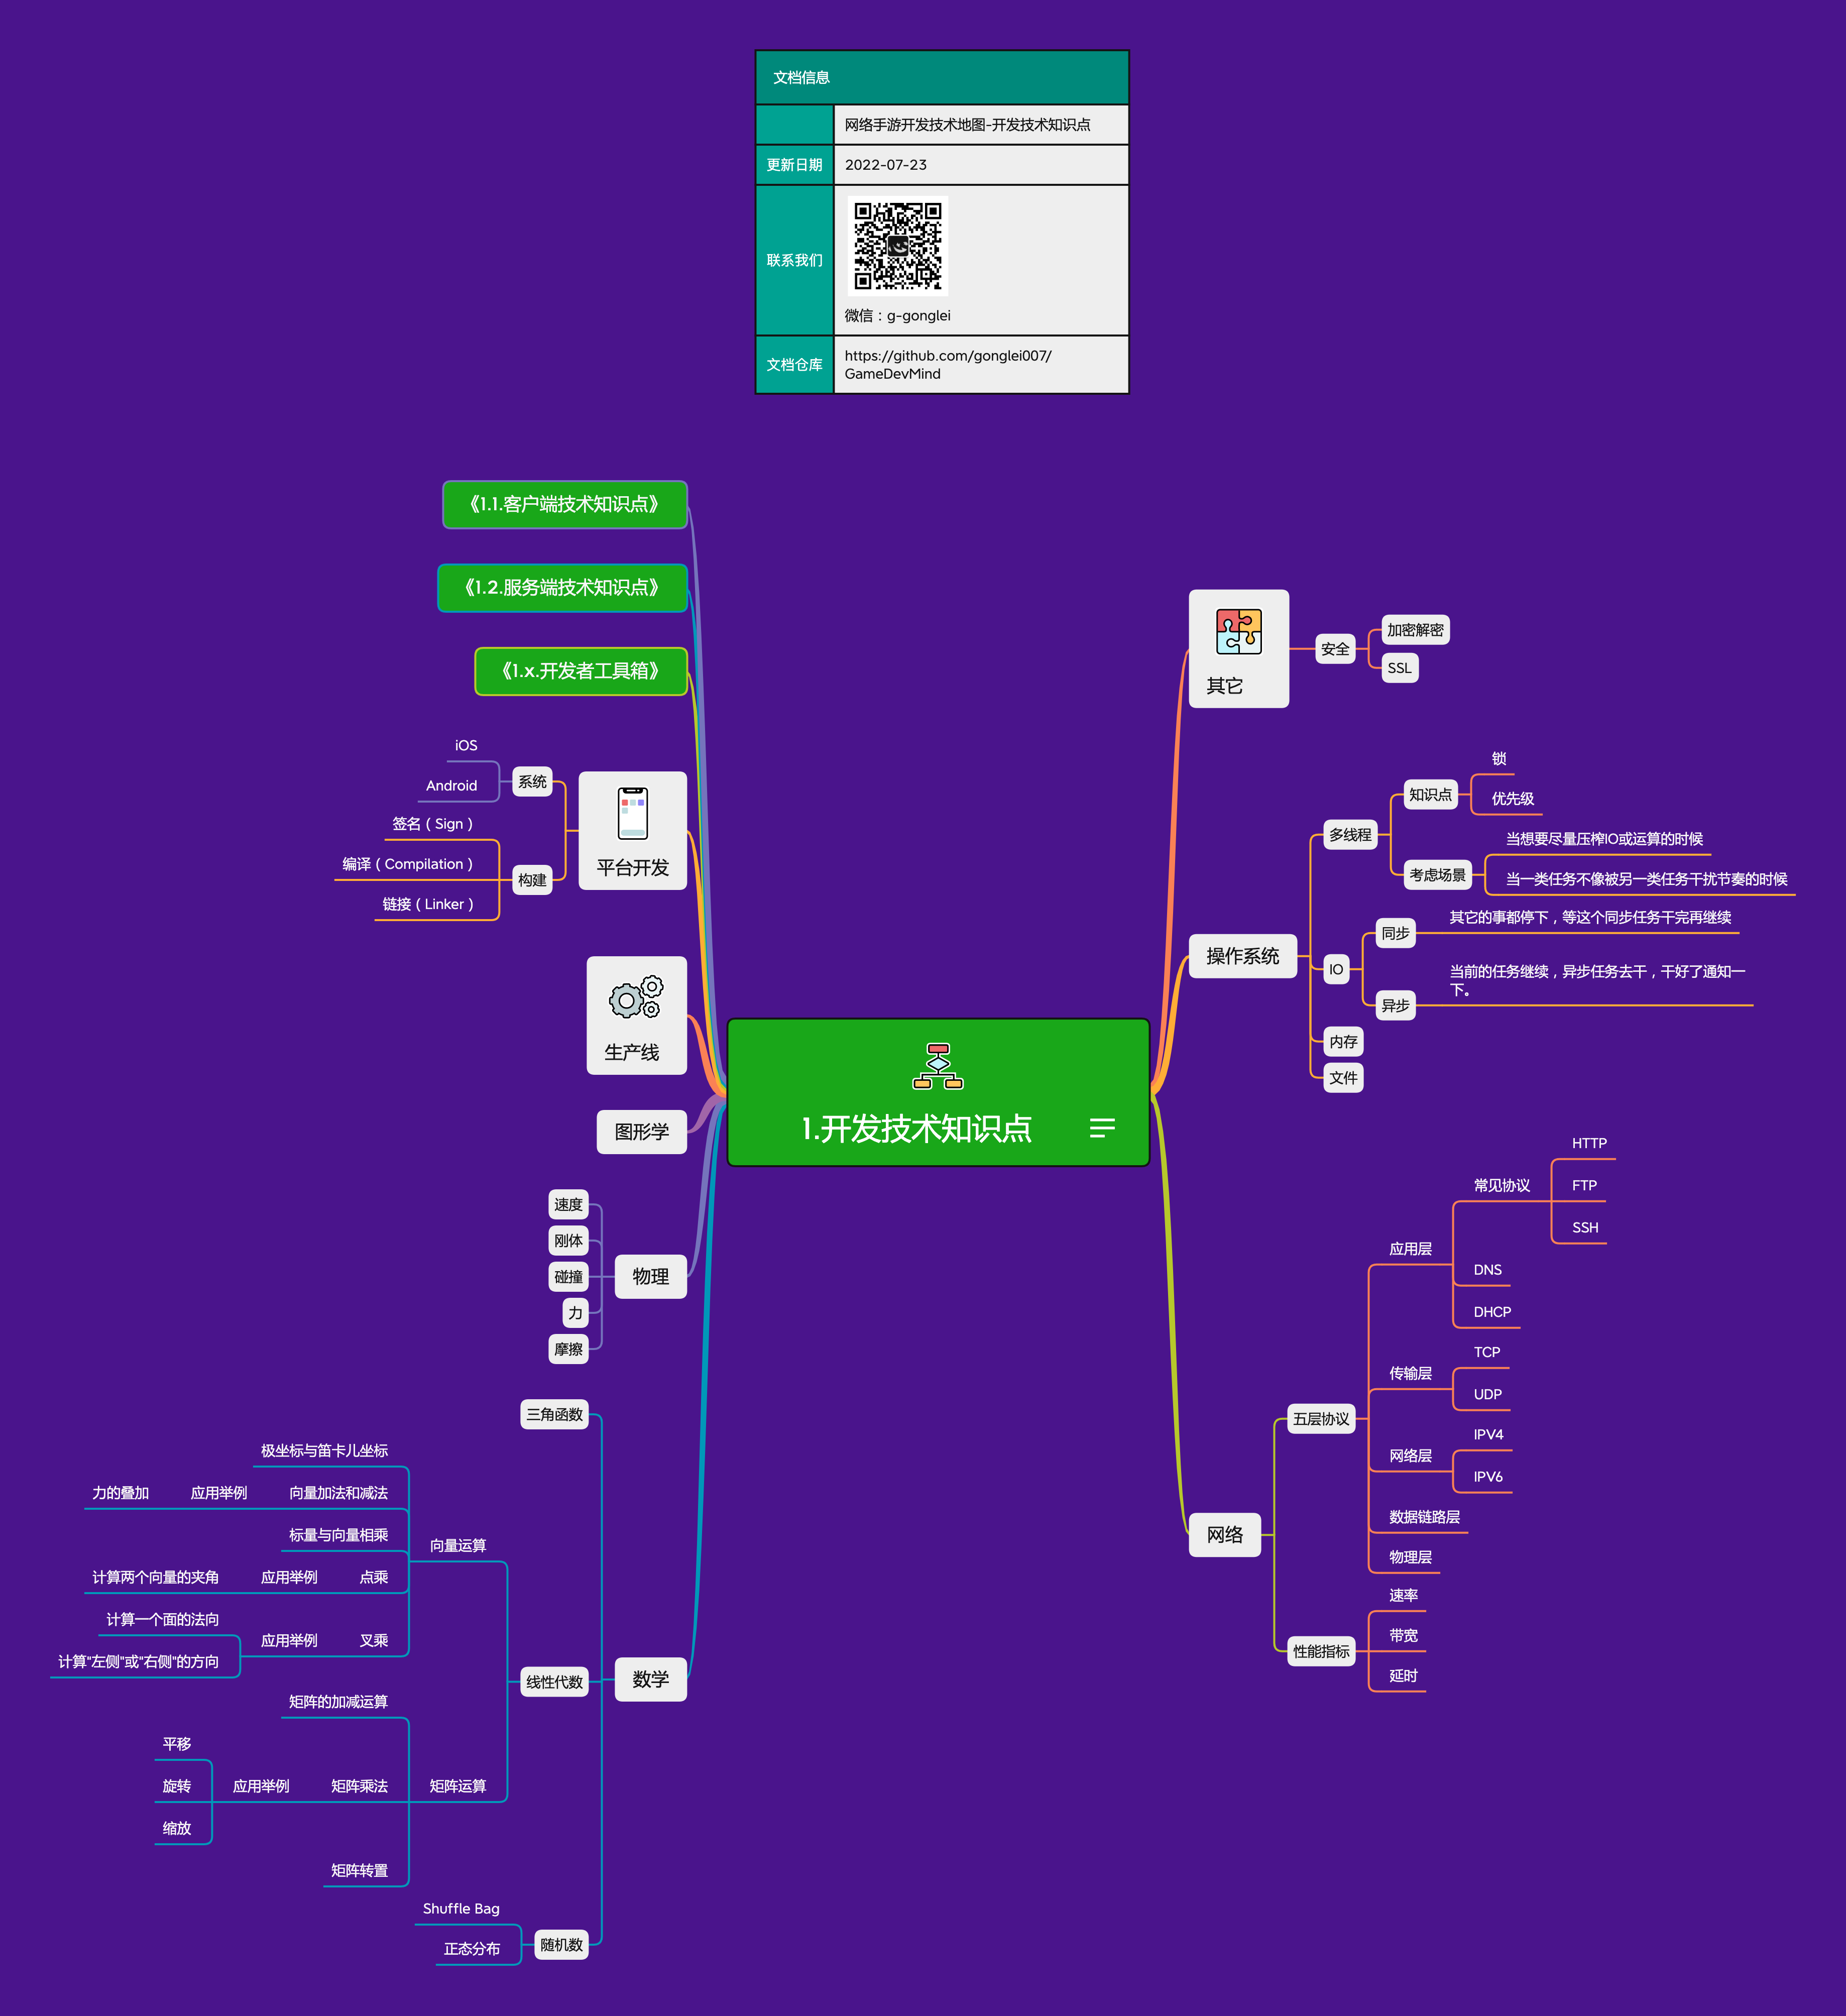 文档信息
网络手游开发技术地图-开发技术知识点
更新日期
2022-07-23
联系我们
微信：g-gonglei
文档仓库
https://github.com/gonglei007/
GameDevMind
1.开发技术知识点
《1.1.客户端技术知识点》
《1.2.服务端技术知识点》
《1.x.开发者工具箱》
平台开发
系统
iOS
Android
构建
签名（Sign）
编译（Compilation）
链接（Linker）
生产线
图形学
物理
速度
刚体
碰撞
力
摩擦
数学
三角函数
线性代数
向量运算
极坐标与笛卡儿坐标
向量加法和减法
应用举例
力的叠加
标量与向量相乘
点乘
应用举例
计算两个向量的夹角
叉乘
应用举例
计算一个面的法向
计算"左侧"或"右侧"的方向
矩阵运算
矩阵的加减运算
矩阵乘法
应用举例
平移
旋转
缩放
矩阵转置
随机数
Shuffle Bag
正态分布
其它
安全
加密解密
SSL
操作系统
多线程
知识点
锁
优先级
考虑场景
当想要尽量压榨IO或运算的时候
当一类任务不像被另一类任务干扰节奏的时候
IO
同步
其它的事都停下，等这个同步任务干完再继续
异步
当前的任务继续，异步任务去干，干好了通知一
下。
内存
文件
网络
五层协议
应用层
常见协议
HTTP
FTP
SSH
DNS
DHCP
传输层
TCP
UDP
网络层
IPV4
IPV6
数据链路层
物理层
性能指标
速率
带宽
延时